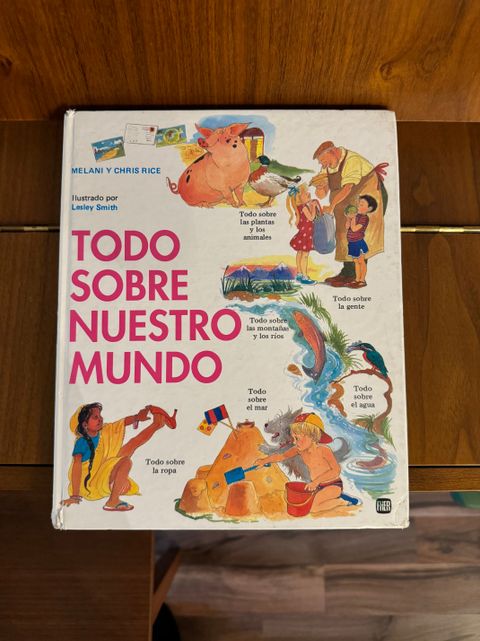 MELANI Y CHRIS RICE
Ilustrado por
Lesley Smith
TODO
SOBRE
NUESTRO
MUNDO
Todo sobre
las plantas
y los
animales
Todo sobre
la gente
Todo sobre
las montañas
y los ríos
Todo
sobre
el mar
Todo
sobre
el agua
Todo sobre
la ropa
FHER